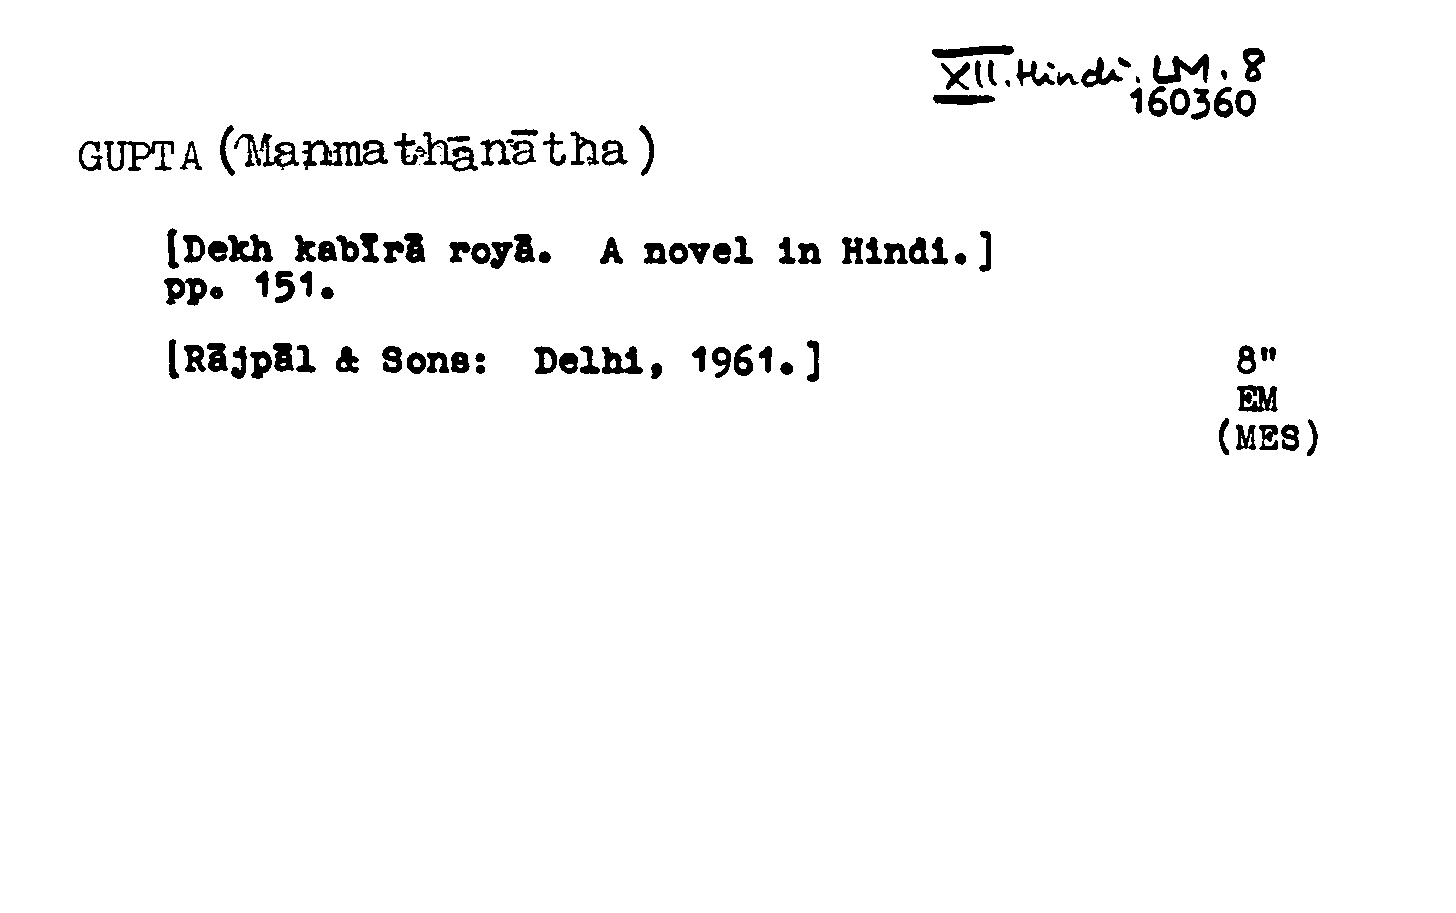 XII. Hindi. LM. 8
160360
GUPTA (Manmathānātha)
[Dekh kabīrā royā. A novel in Hindi.]
pp. 151.
[Rājpāl & Sons: Delhi, 1961.]
8"
EM
(MES)